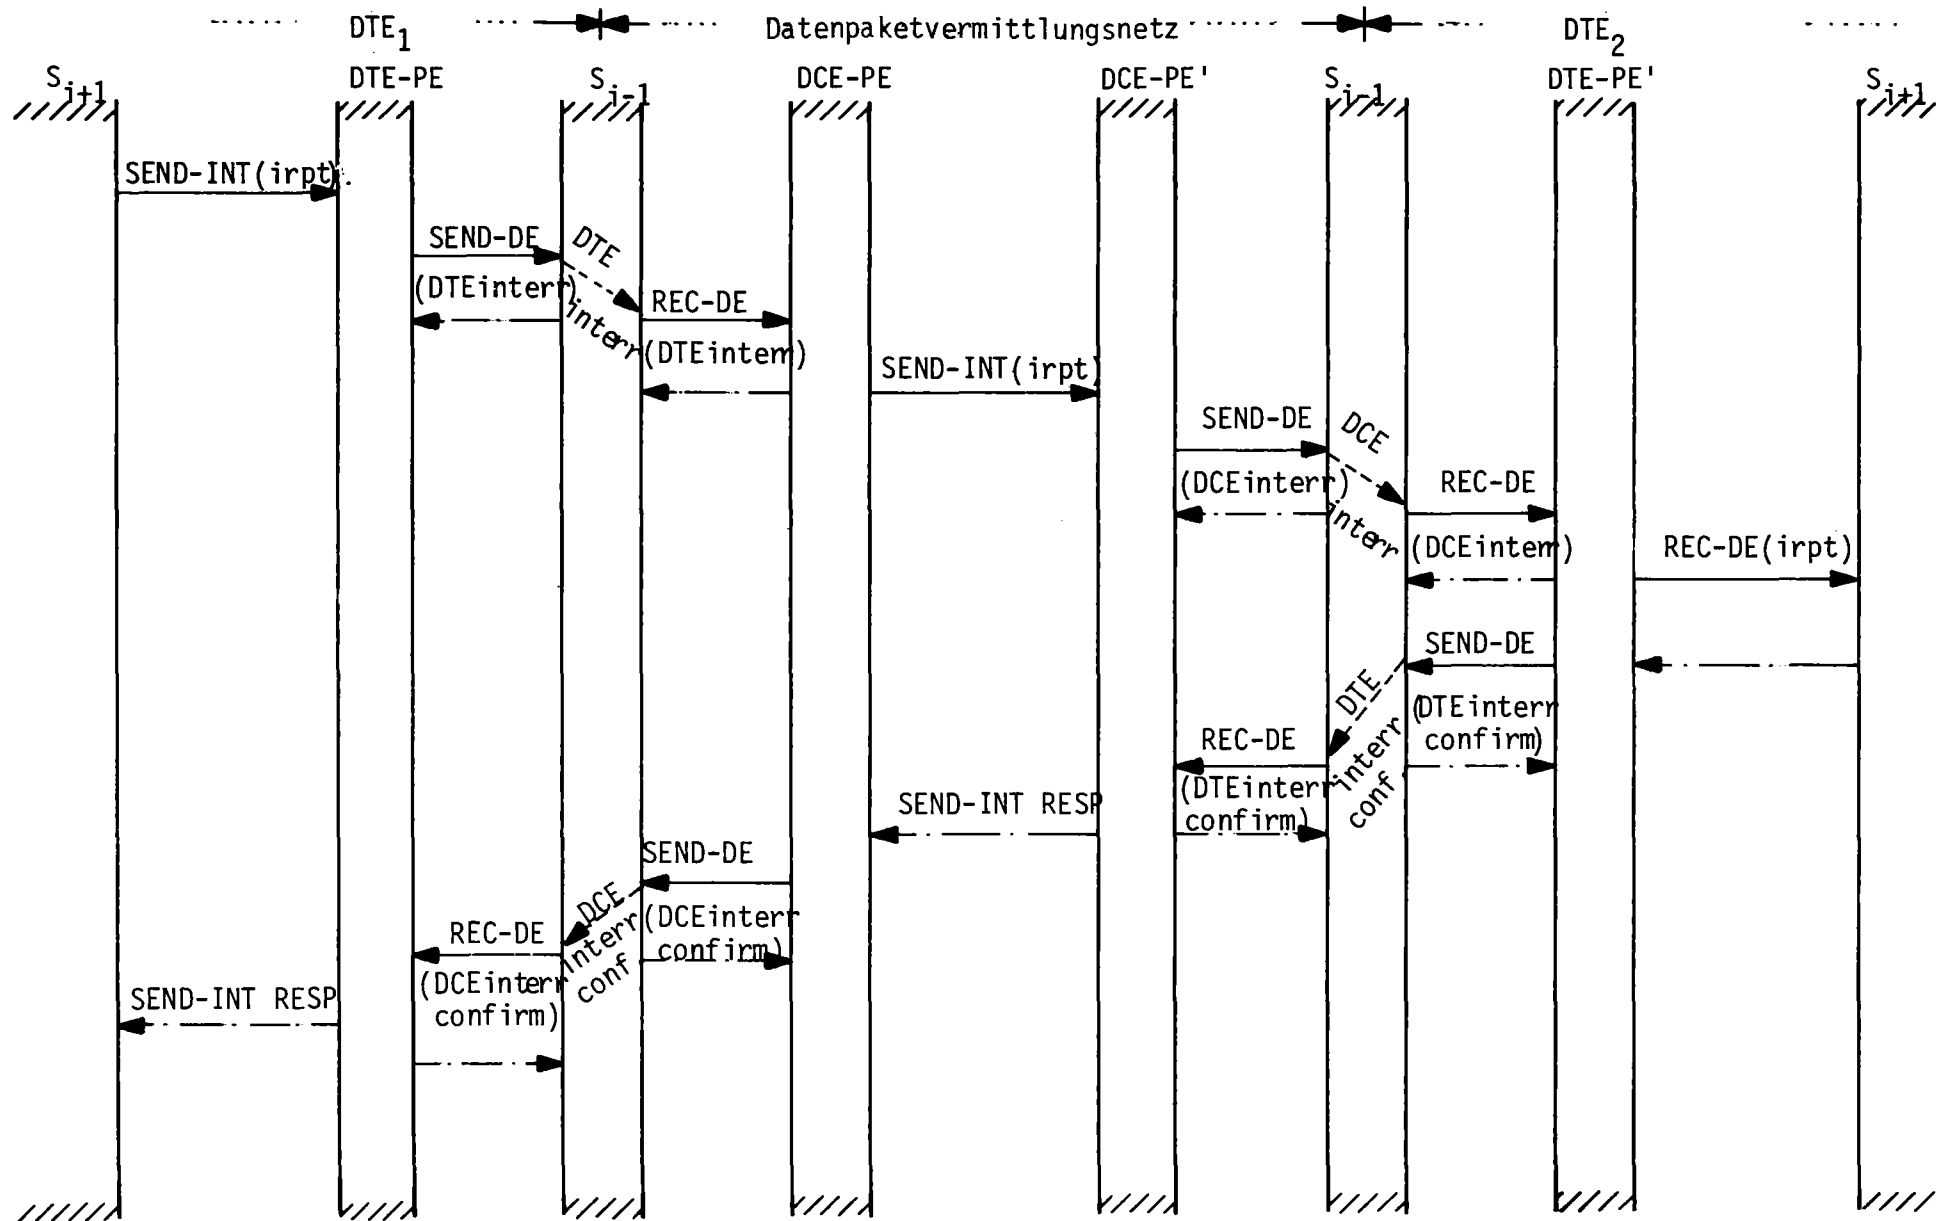 DTE1 Datenpaketvermittlungsnetz DTE2
Si+1 DTE-PE Si-1 DCE-PE DCE-PE' Si-1 DTE-PE' Si+1
SEND-INT(irpt)
SEND-DE
(DTEinterr)
DTE
interr
REC-DE
(DTEinterr)
SEND-INT(irpt)
SEND-DE
(DCEinterr)
DCE
interr
REC-DE
(DCEinterr)
REC-DE(irpt)
SEND-DE
(DTEinterr
confirm)
DTE
interr
conf
REC-DE
(DTEinterr
confirm)
SEND-INT RESP
SEND-DE
(DCEinterr
confirm)
DCE
interr
conf
REC-DE
(DCEinterr
confirm)
SEND-INT RESP